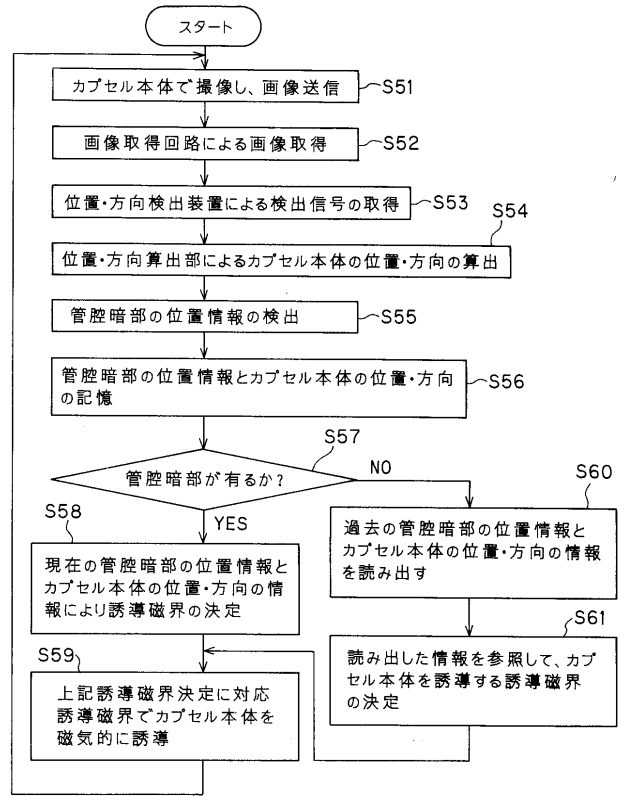 スタート
カプセル本体で撮像し、画像送信
S51
画像取得回路による画像取得
S52
位置・方向検出装置による検出信号の取得
S53
S54
位置・方向算出部によるカプセル本体の位置・方向の算出
管腔暗部の位置情報の検出
S55
管腔暗部の位置情報とカプセル本体の位置・方向
の記憶
S56
S57
管腔暗部が有るか?
NO
YES
S58
現在の管腔暗部の位置情報と
カプセル本体の位置・方向の情
報により誘導磁界の決定
S60
過去の管腔暗部の位置情報と
カプセル本体の位置・方向の情報
を読み出す
S59
上記誘導磁界決定に対応
誘導磁界でカプセル本体を
磁気的に誘導
S61
読み出した情報を参照して、カプ
セル本体を誘導する誘導磁界
の決定